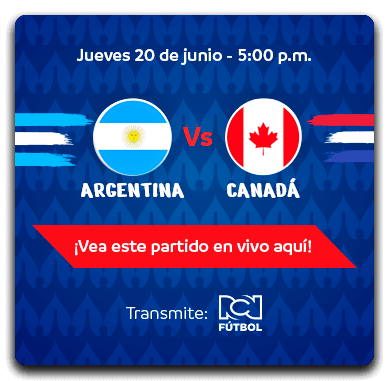 Jueves 20 de junio - 5:00 p.m.
Vs
ARGENTINA
CANADÁ
¡Vea este partido en vivo aquí!
Transmite: RCN
FÚTBOL